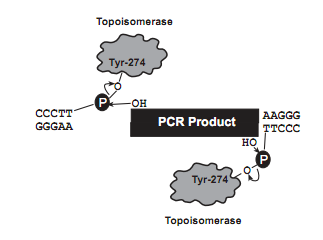 Topoisomerase
Tyr-274
O
P
OH
CCCTT
GGGAA
PCR Product
AAGGG
TTCCC
HO
P
O
Tyr-274
Topoisomerase